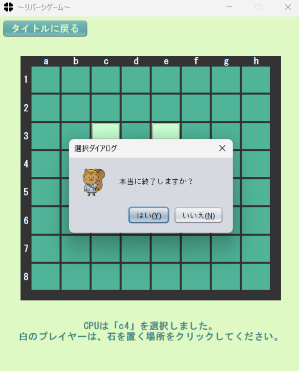 ～リバーシゲーム～
タイトルに戻る
a b c d e f g h
1
2
3
選択ダイアログ
4
本当に終了しますか？
5
はい(Y) いいえ(N)
6
7
8
CPUは「c4」を選択しました。
白のプレイヤーは、石を置く場所をクリックしてください。